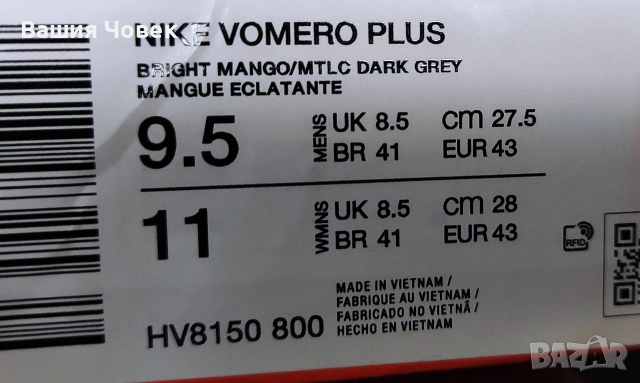 Вашия Човек
NIKE VOMERO PLUS
BRIGHT MANGO/MTLC DARK GREY
MANGUE ECLATANTE
9.5 MENS UK 8.5 CM 27.5
BR 41 EUR 43
11 WMNS UK 8.5 CM 28
BR 41 EUR 43
RFID
MADE IN VIETNAM /
FABRIQUE AU VIETNAM /
FABRICADO NO VIETNÃ /
HECHO EN VIETNAM
HV8150 800
BAZAR